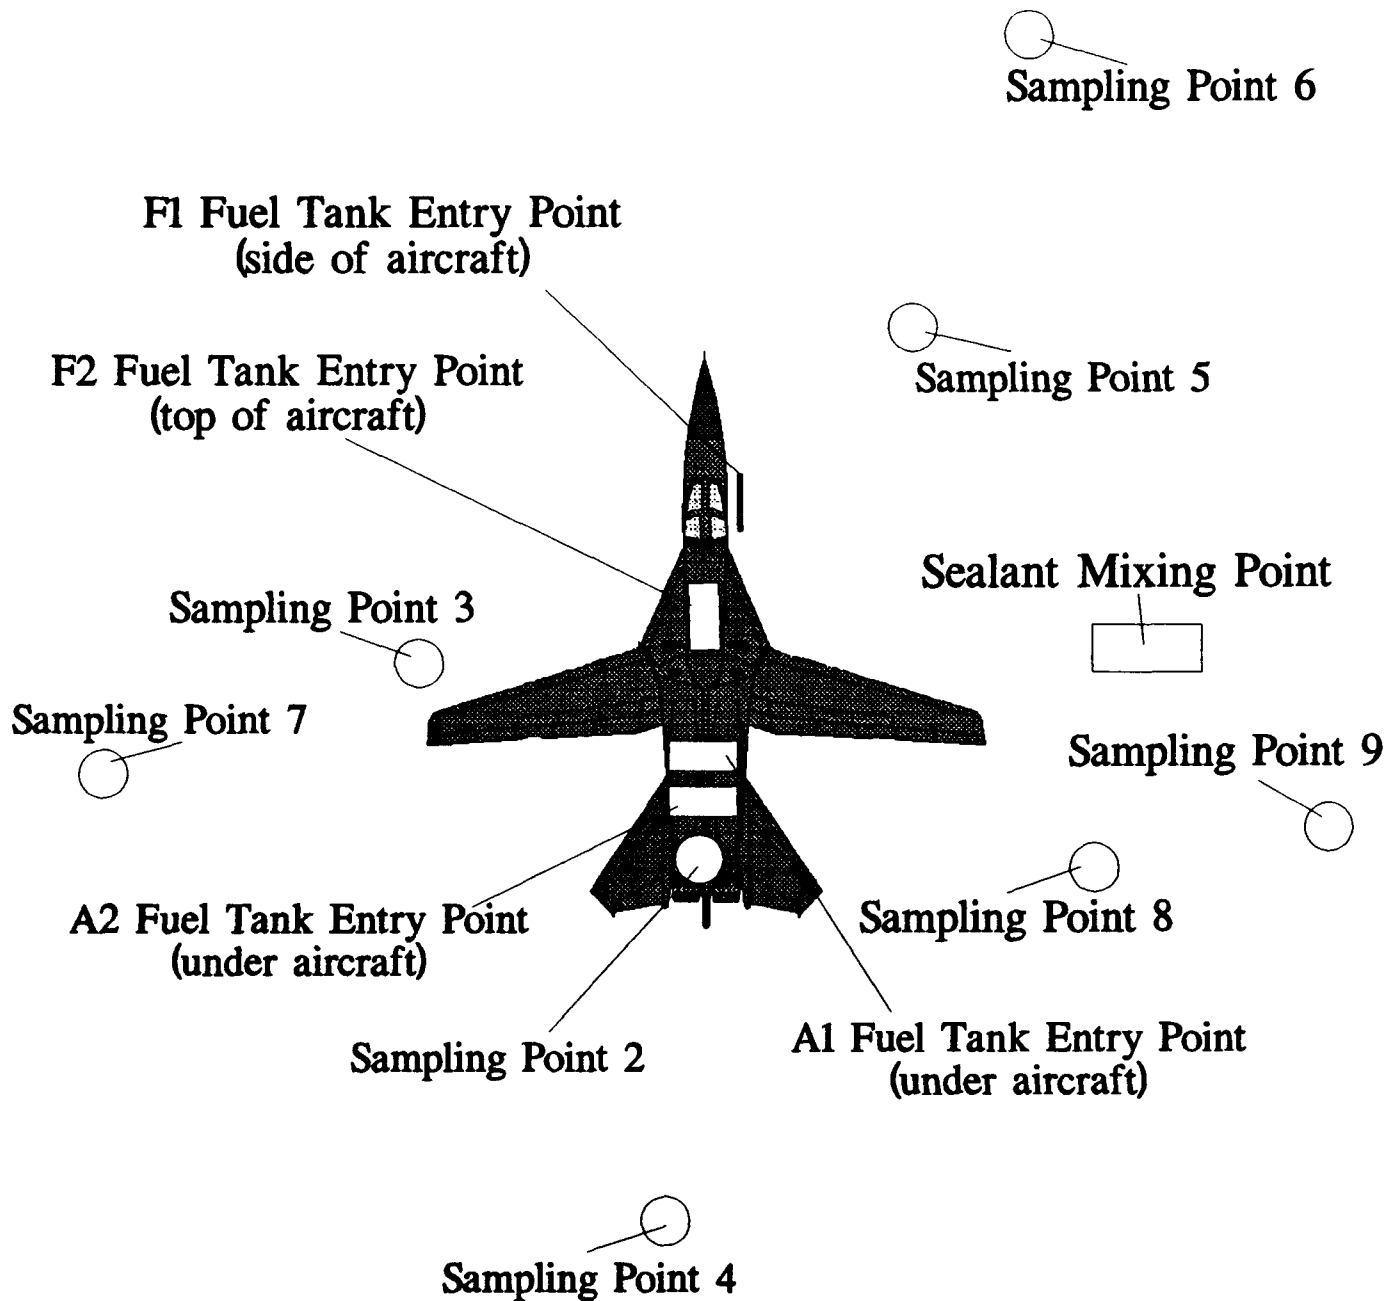 Sampling Point 6
F1 Fuel Tank Entry Point
(side of aircraft)
F2 Fuel Tank Entry Point
(top of aircraft)
Sampling Point 5
Sealant Mixing Point
Sampling Point 3
Sampling Point 7
Sampling Point 9
A2 Fuel Tank Entry Point
(under aircraft)
Sampling Point 8
Sampling Point 2
A1 Fuel Tank Entry Point
(under aircraft)
Sampling Point 4